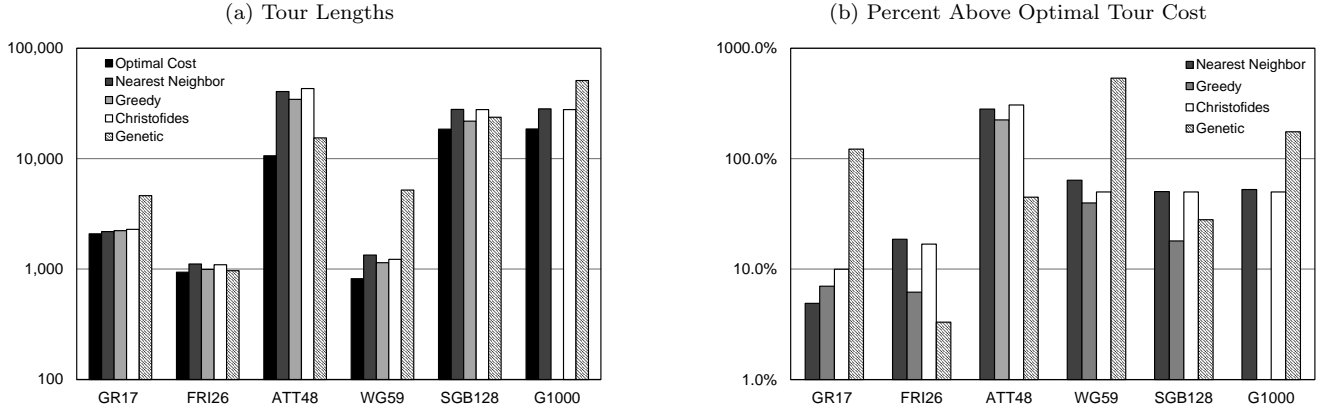 (a) Tour Lengths
100,000
10,000
1,000
100
Optimal Cost
Nearest Neighbor
Greedy
Christofides
Genetic
GR17 FRI26 ATT48 WG59 SGB128 G1000
(b) Percent Above Optimal Tour Cost
1000.0%
100.0%
10.0%
1.0%
Nearest Neighbor
Greedy
Christofides
Genetic
GR17 FRI26 ATT48 WG59 SGB128 G1000